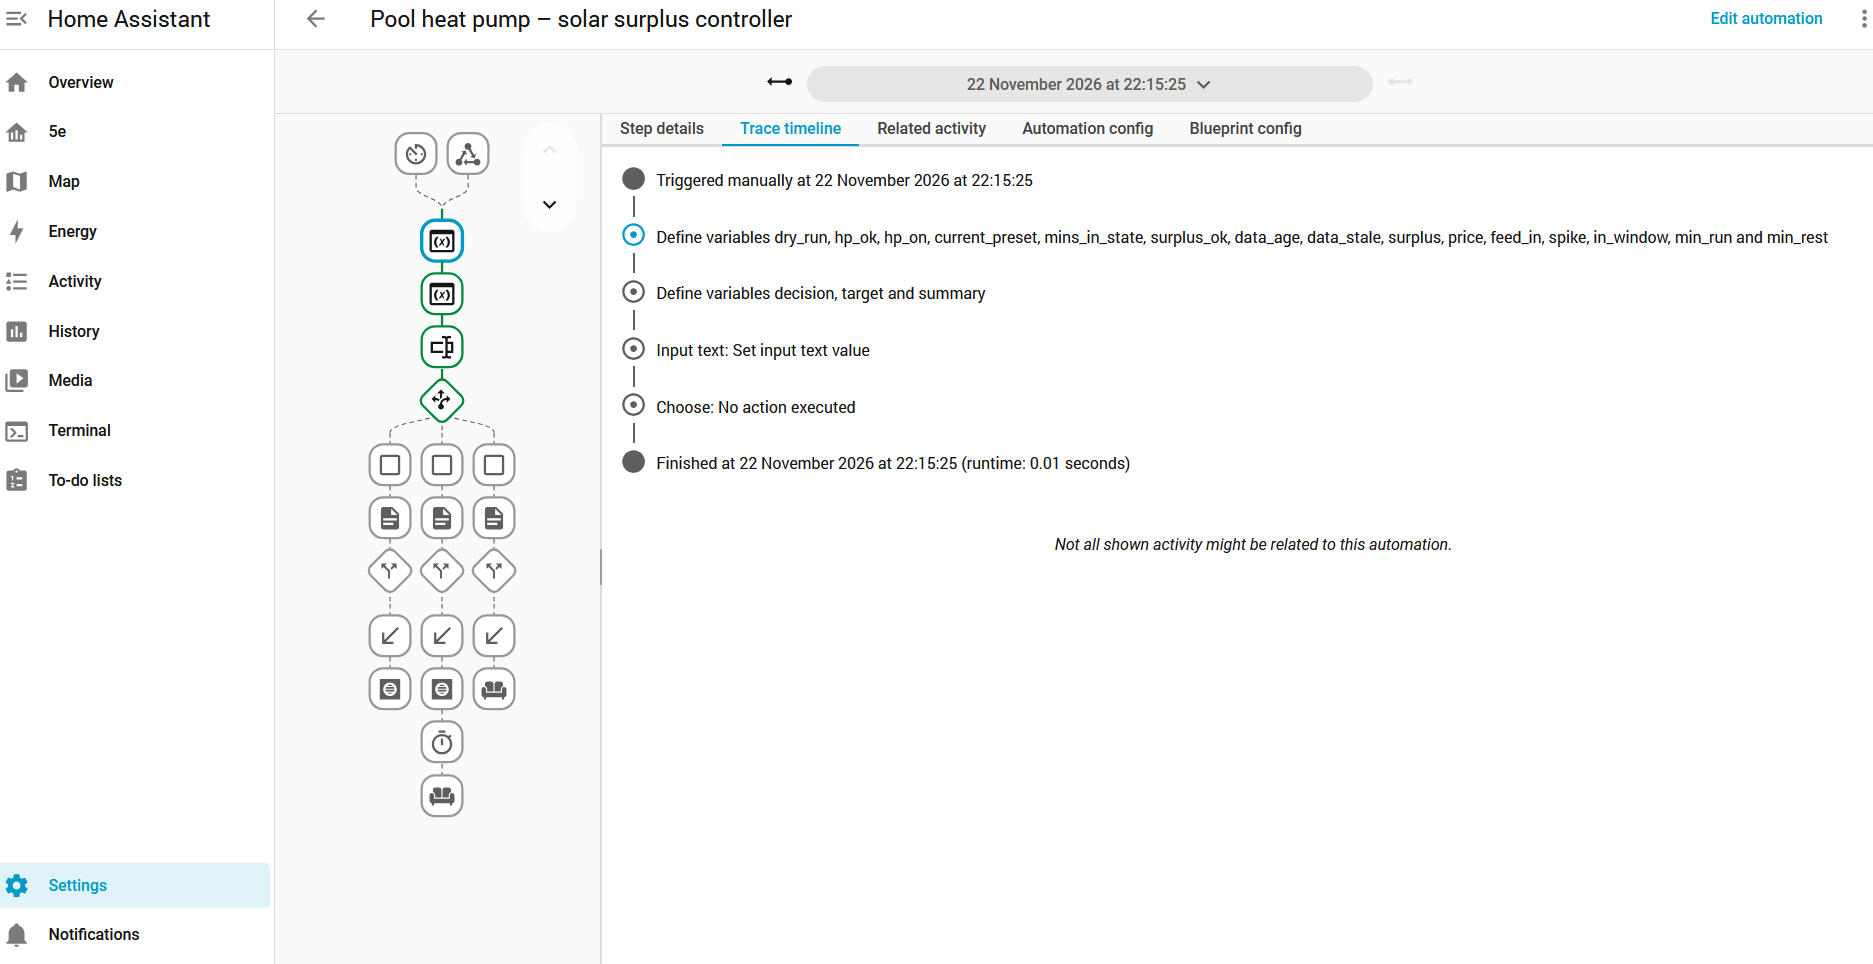 Home Assistant
Pool heat pump – solar surplus controller
Edit automation
Overview
5e
Map
Energy
Activity
History
Media
Terminal
To-do lists
Settings
Notifications
22 November 2026 at 22:15:25
Step details
Trace timeline
Related activity
Automation config
Blueprint config
Triggered manually at 22 November 2026 at 22:15:25
Define variables dry_run, hp_ok, hp_on, current_preset, mins_in_state, surplus_ok, data_age, data_stale, surplus, price, feed_in, spike, in_window, min_run and min_rest
Define variables decision, target and summary
Input text: Set input text value
Choose: No action executed
Finished at 22 November 2026 at 22:15:25 (runtime: 0.01 seconds)
Not all shown activity might be related to this automation.